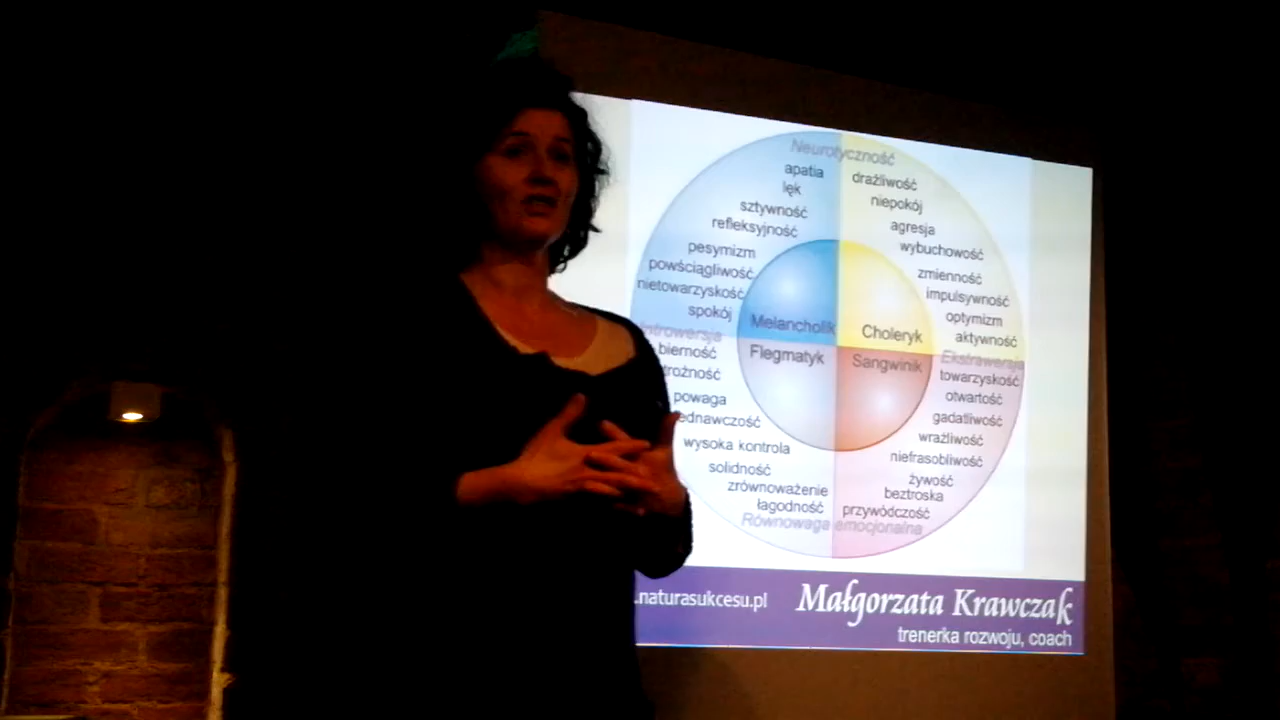 Neurotyczność
apatia
lęk
sztywność
refleksyjność
pesymizm
powściągliwość
nietowarzyskość
spokój
drażliwość
niepokój
agresja
wybuchowość
zmienność
impulsywność
optymizm
aktywność
Melancholik
Choleryk
Flegmatyk
Sangwinik
Ekstrawersja
bierność
powaga
wysoka kontrola
solidność
zrównoważenie
łagodność
towarzyskość
otwartość
gadatliwość
wrażliwość
niefrasobliwość
żywość
beztroska
przywódczość
Równowaga emocjonalna
.naturasukcesu.pl
Małgorzata Krawczak
trenerka rozwoju, coach